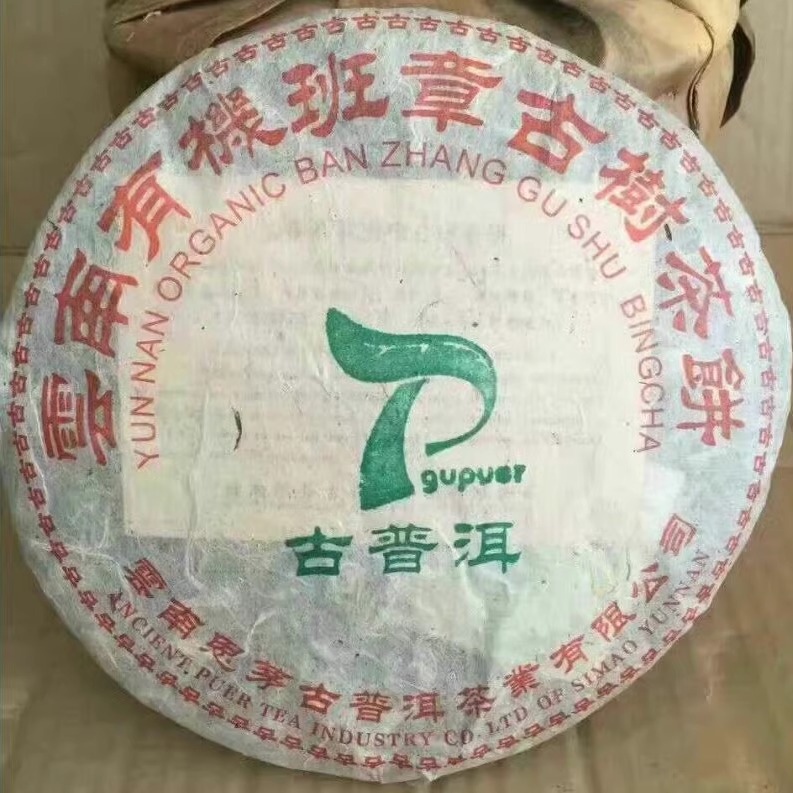 雲南有機班章古樹茶餅
YUN NAN ORGANIC BAN ZHANG GU SHU BINGCHA
gupuer
古普洱
雲南思茅古普洱茶業有限公司
ANCIENT PUER TEA INDUSTRY CO. LTD OF SIMAO YUNNAN